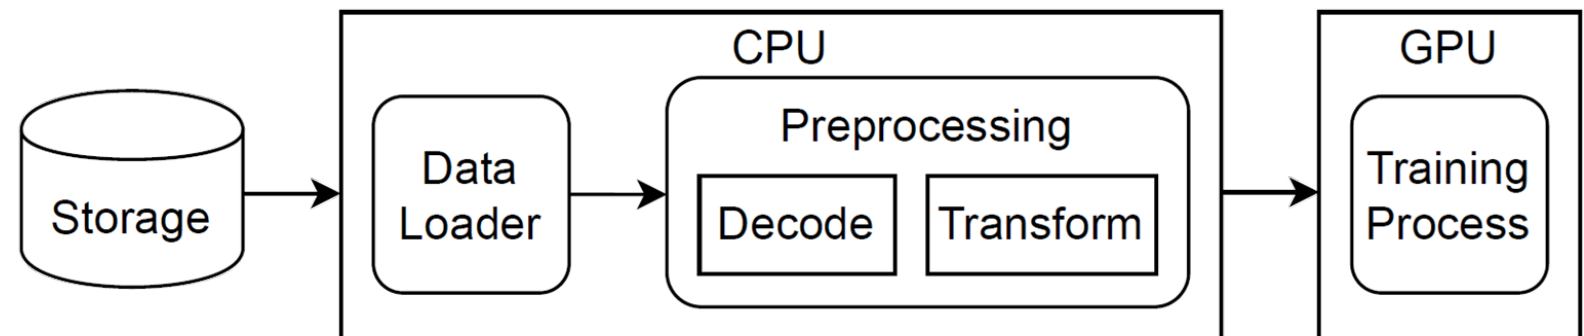 Storage
CPU
Data
Loader
Preprocessing
Decode
Transform
GPU
Training
Process